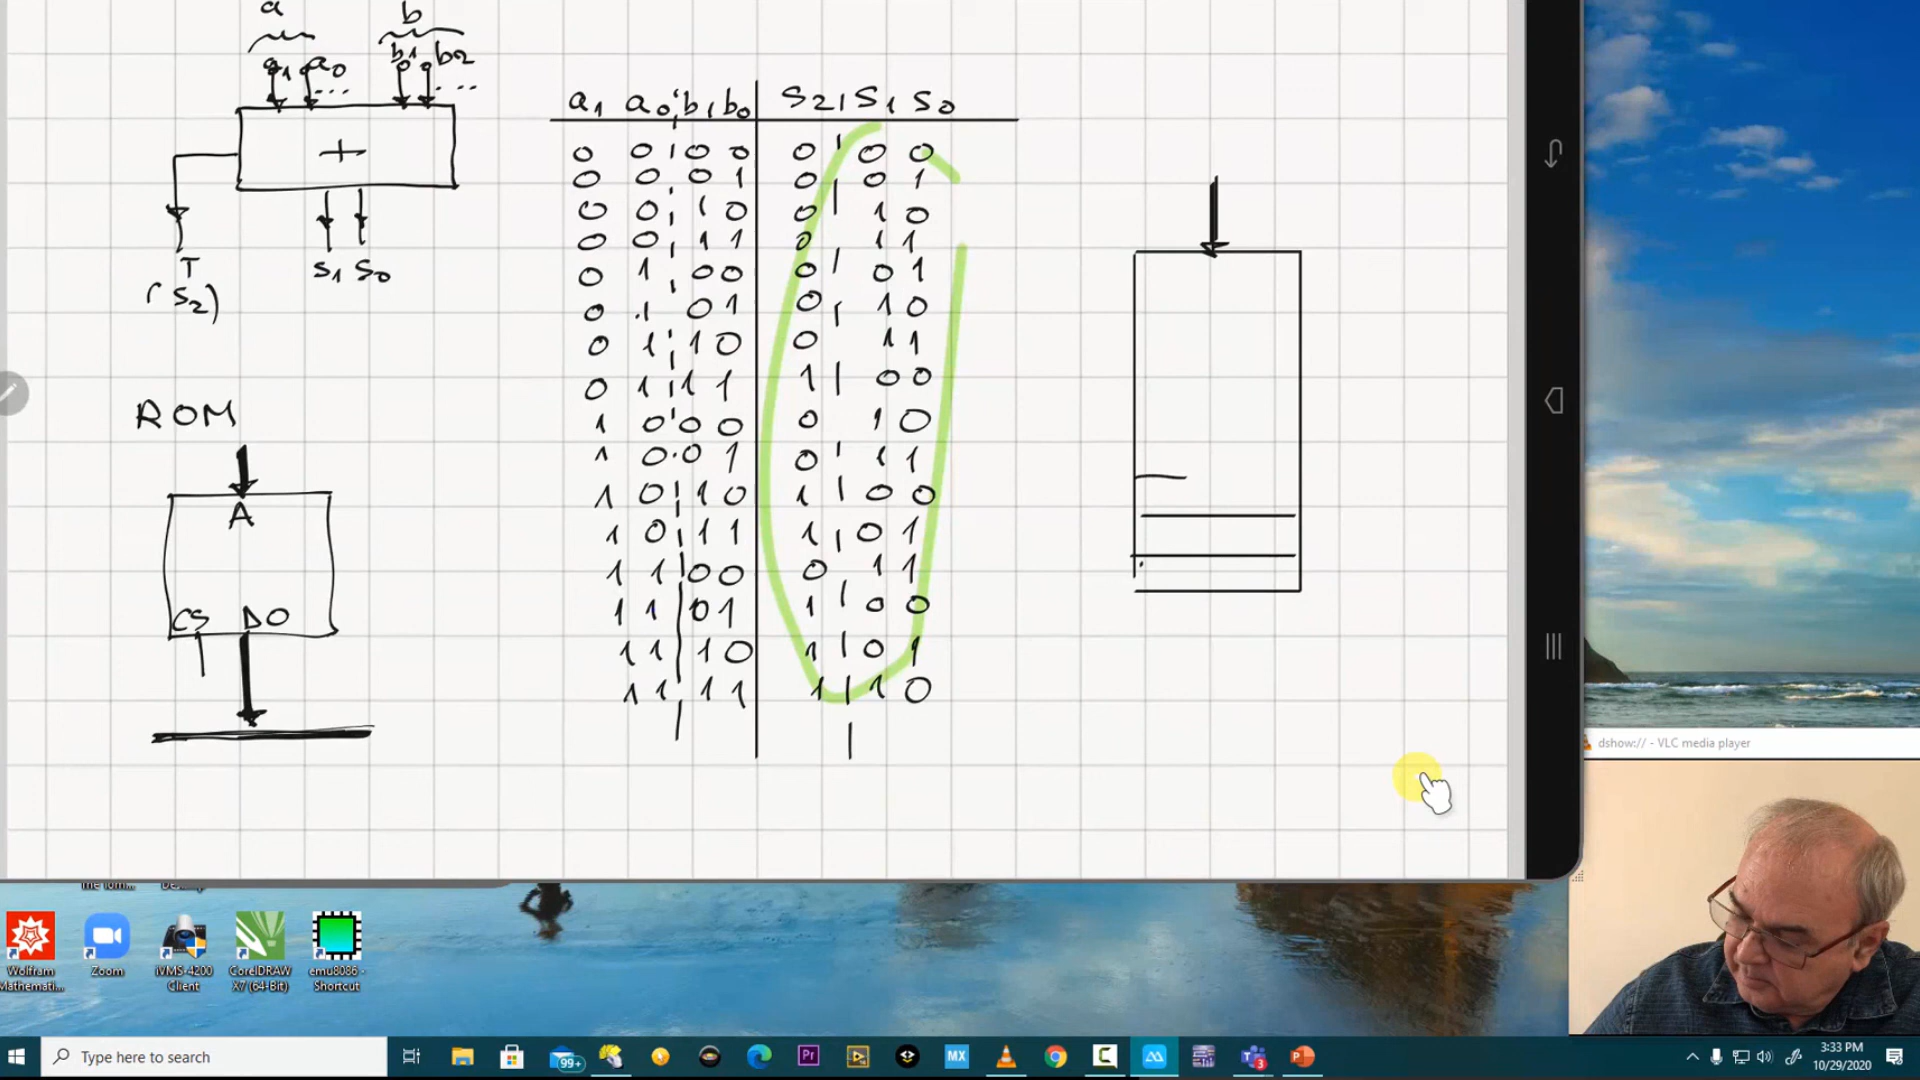 a b
a1 a0 ... b1 b2 ...
+
T
(S2)
S1 S0
ROM
A
CS DO
a1 a0 b1 b0 S2 S1 S0
0 0 0 0 0 0 0
0 0 0 1 0 0 1
0 0 1 0 0 1 0
0 0 1 1 0 1 1
0 1 0 0 0 0 1
0 1 0 1 0 1 0
0 1 1 0 0 1 1
0 1 1 1 1 0 0
1 0 0 0 0 1 0
1 0 0 1 0 1 1
1 0 1 0 1 0 0
1 0 1 1 1 0 1
1 1 0 0 0 1 1
1 1 0 1 1 0 0
1 1 1 0 1 0 1
1 1 1 1 1 1 0
dshow:// - VLC media player
Wolfram
Mathemati...
Zoom
iVMS-4200
Client
CorelDRAW
X7 (64-Bit)
emu8086 -
Shortcut
Type here to search
99+
Pr
MX
3
3:33 PM
10/29/2020